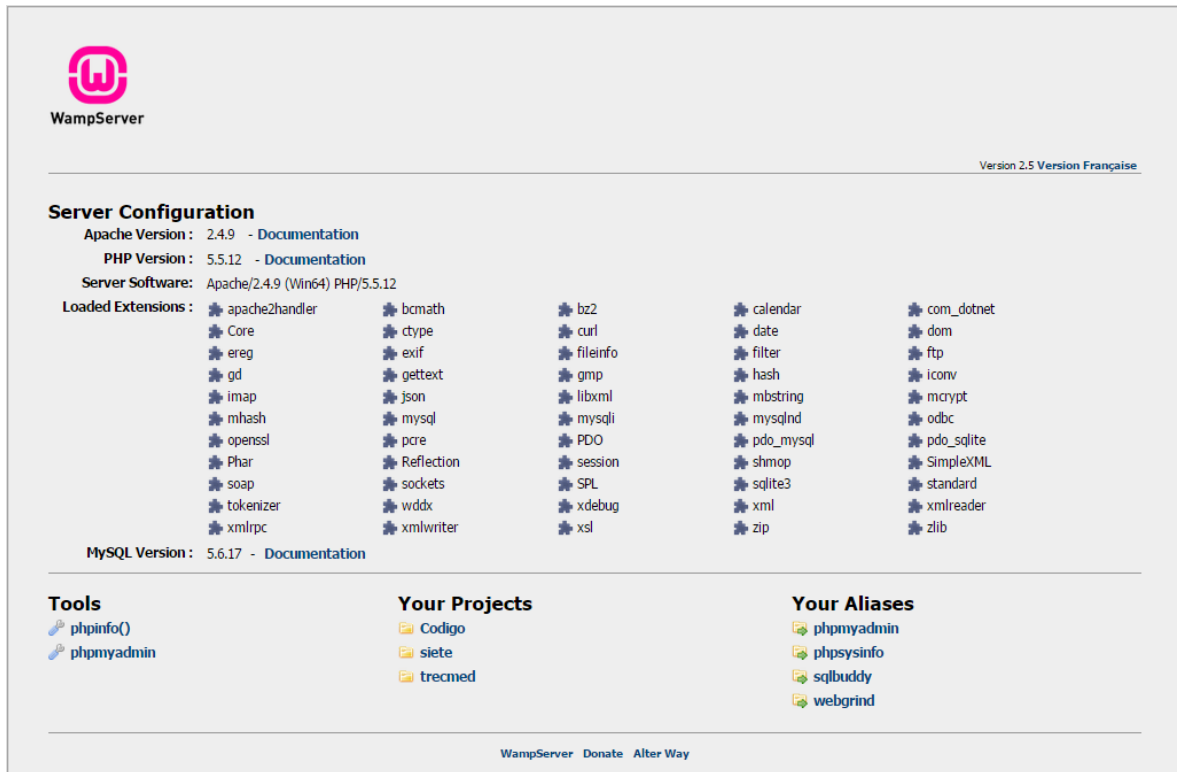 WampServer
Version 2.5 Version Française
Server Configuration
Apache Version : 2.4.9 - Documentation
PHP Version : 5.5.12 - Documentation
Server Software: Apache/2.4.9 (Win64) PHP/5.5.12
Loaded Extensions : apache2handler bcmath bz2 calendar com_dotnet
Core ctype curl date dom
ereg exif fileinfo filter ftp
gd gettext gmp hash iconv
imap json libxml mbstring mcrypt
mhash mysql mysqli mysqlnd odbc
openssl pcre PDO pdo_mysql pdo_sqlite
Phar Reflection session shmop SimpleXML
soap sockets SPL sqlite3 standard
tokenizer wddx xdebug xml xmlreader
xmlrpc xmlwriter xsl zip zlib
MySQL Version : 5.6.17 - Documentation
Tools Your Projects Your Aliases
phpinfo() Codigo phpmyadmin
phpmyadmin siete phpsysinfo
trecmed sqlbuddy
webgrind
WampServer Donate Alter Way